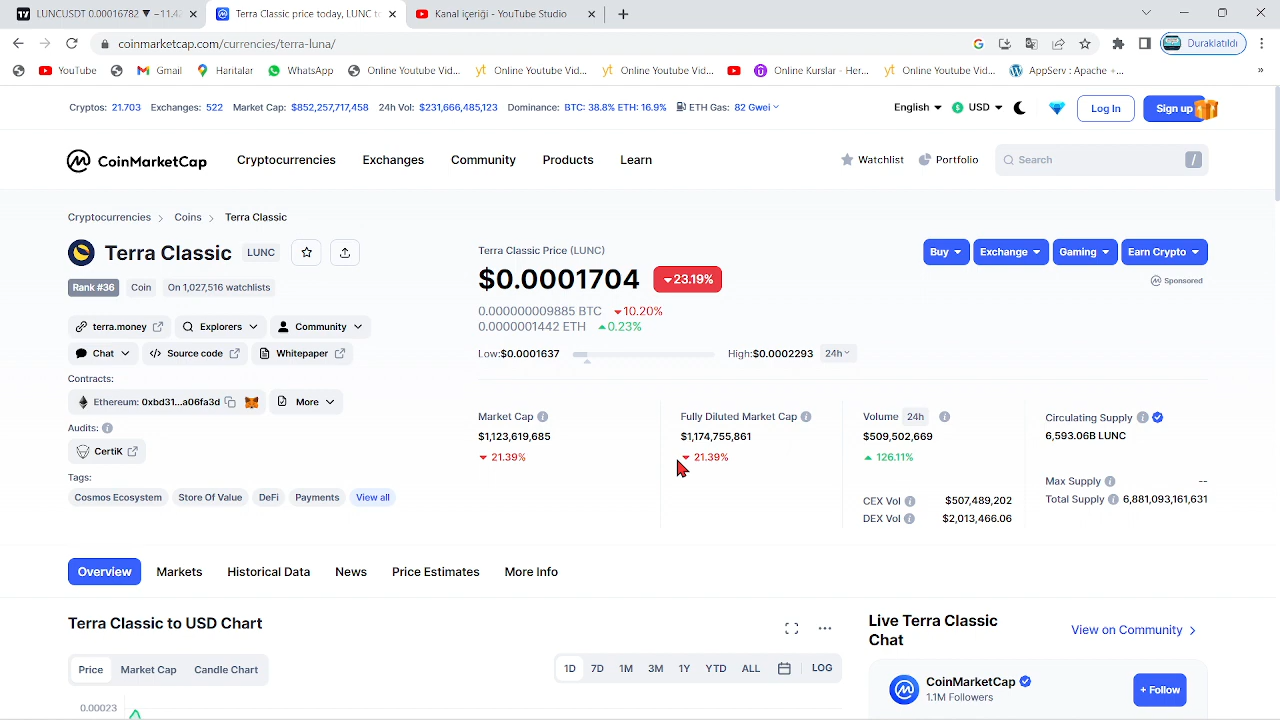 LUNCUSDT 0.00016782 ▼ −11.4
Terra Classic price today, LUNC to
Kanal içeriği - YouTube Studio
coinmarketcap.com/currencies/terra-luna/
Duraklatıldı
YouTube
Gmail
Haritalar
WhatsApp
Online Youtube Vid...
Online Youtube Vid...
Online Youtube Vid...
Online Kurslar - Her...
Online Youtube Vid...
AppServ : Apache +...
Cryptos: 21.703 Exchanges: 522 Market Cap: $852,257,717,458 24h Vol: $231,666,485,123 Dominance: BTC: 38.8% ETH: 16.9% ETH Gas: 82 Gwei
English USD Log In Sign up
CoinMarketCap Cryptocurrencies Exchanges Community Products Learn Watchlist Portfolio Search /
Cryptocurrencies > Coins > Terra Classic
Terra Classic LUNC
Rank #36 Coin On 1,027,516 watchlists
terra.money Explorers Community
Chat Source code Whitepaper
Contracts:
Ethereum: 0xbd31...a06fa3d More
Audits:
CertiK
Tags:
Cosmos Ecosystem Store Of Value DeFi Payments View all
Terra Classic Price (LUNC)
$0.0001704 23.19%
0.000000009885 BTC 10.20%
0.0000001442 ETH 0.23%
Low:$0.0001637 High:$0.0002293 24h
Buy Exchange Gaming Earn Crypto
Sponsored
Market Cap
$1,123,619,685
21.39%
Fully Diluted Market Cap
$1,174,755,861
21.39%
Volume 24h
$509,502,669
126.11%
CEX Vol $507,489,202
DEX Vol $2,013,466.06
Circulating Supply
6,593.06B LUNC
Max Supply --
Total Supply 6,881,093,161,631
Overview Markets Historical Data News Price Estimates More Info
Terra Classic to USD Chart
Price Market Cap Candle Chart
1D 7D 1M 3M 1Y YTD ALL LOG
0.00023
Live Terra Classic
Chat
View on Community >
CoinMarketCap
1.1M Followers
+ Follow